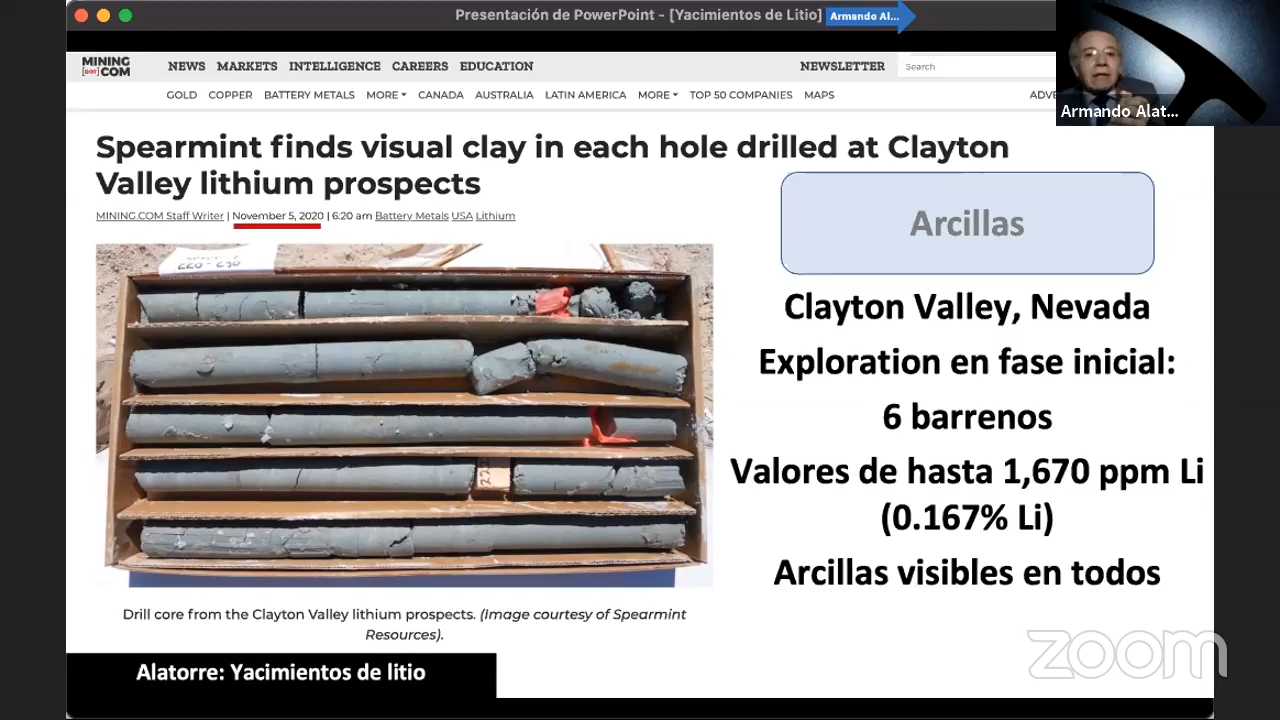 Presentación de PowerPoint - [Yacimientos de Litio]
Armando Al...
MINING
[DOT]COM
NEWS MARKETS INTELLIGENCE CAREERS EDUCATION
NEWSLETTER
Search
GOLD COPPER BATTERY METALS MORE CANADA AUSTRALIA LATIN AMERICA MORE TOP 50 COMPANIES MAPS
ADVE
Armando Alat...
Spearmint finds visual clay in each hole drilled at Clayton
Valley lithium prospects
MINING.COM Staff Writer | November 5, 2020 | 6:20 am Battery Metals USA Lithium
Arcillas
Clayton Valley, Nevada
Exploration en fase inicial:
6 barrenos
Valores de hasta 1,670 ppm Li
(0.167% Li)
Arcillas visibles en todos
Drill core from the Clayton Valley lithium prospects. (Image courtesy of Spearmint
Resources).
Alatorre: Yacimientos de litio
zoom